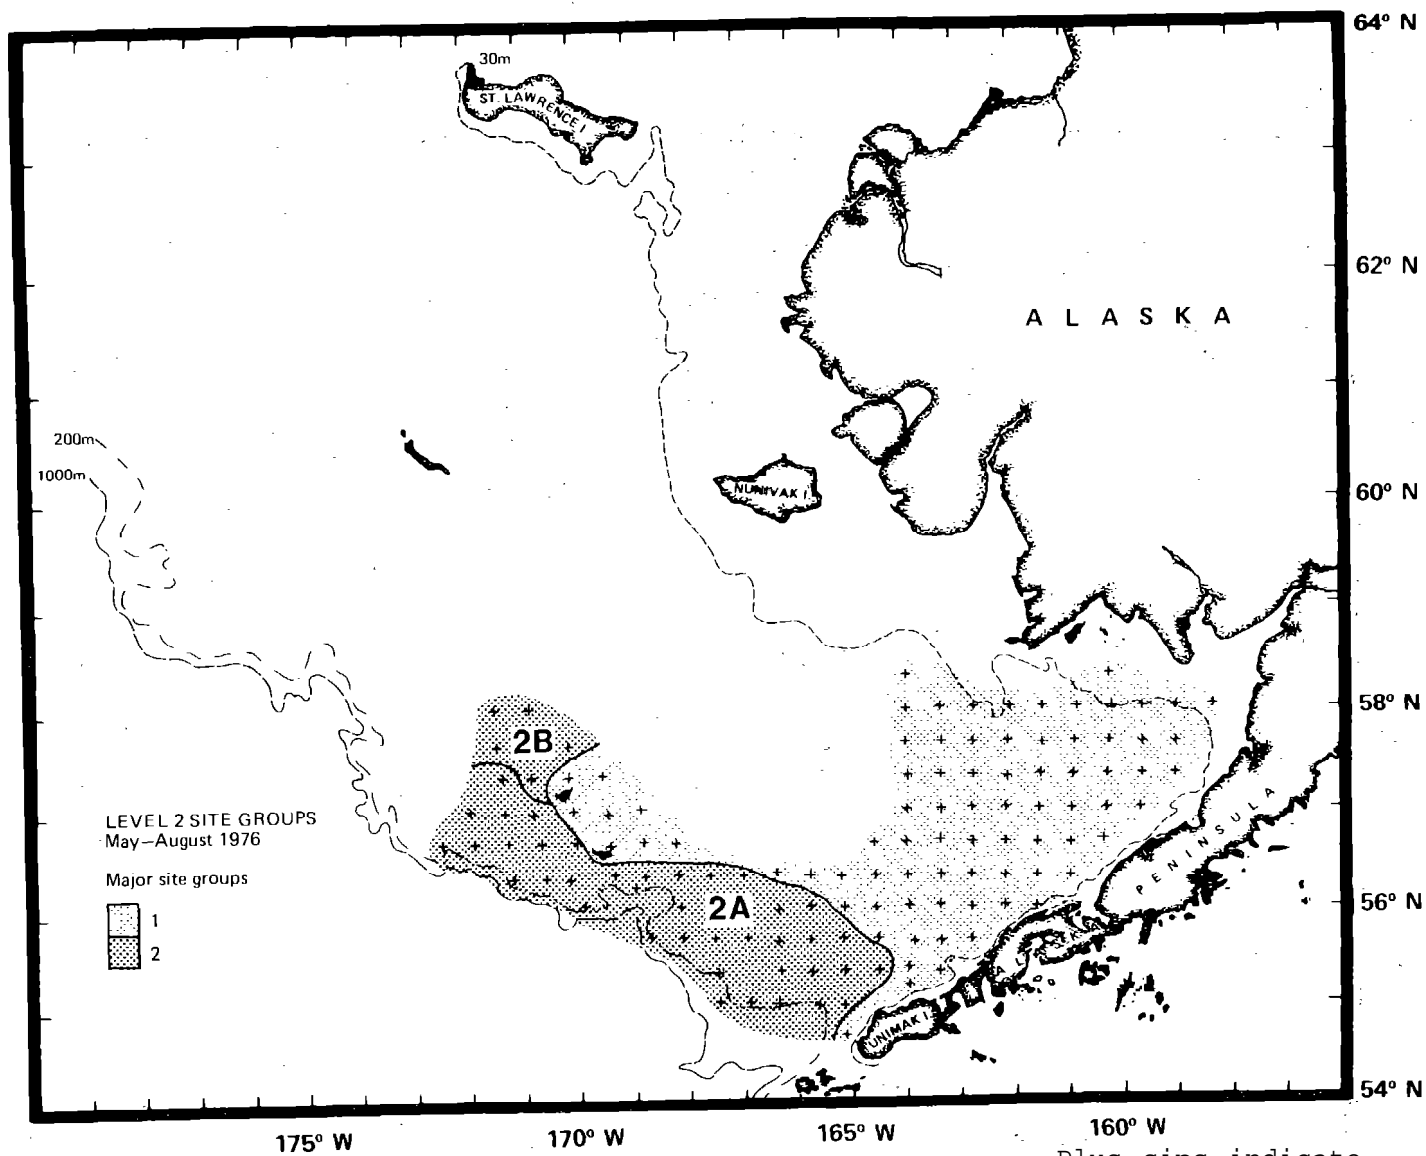 64° N
30m
ST. LAWRENCE I
62° N
A L A S K A
200m
1000m
NUNIVAK I
60° N
58° N
2B
LEVEL 2 SITE GROUPS
May–August 1976
Major site groups
1
2
2A
PENINSULA
56° N
UNIMAK I
54° N
175° W
170° W
165° W
160° W